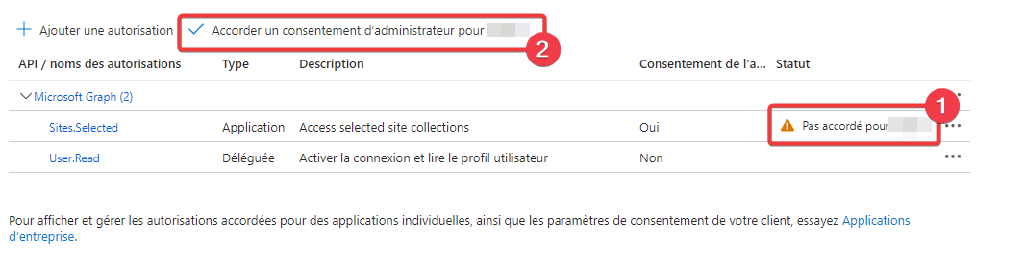 Ajouter une autorisation Accorder un consentement d'administrateur pour
2
API / noms des autorisations Type Description Consentement de l'a... Statut
Microsoft Graph (2) ...
1
Sites.Selected Application Access selected site collections Oui Pas accordé pour ...
User.Read Déléguée Activer la connexion et lire le profil utilisateur Non ...
Pour afficher et gérer les autorisations accordées pour des applications individuelles, ainsi que les paramètres de consentement de votre client, essayez Applications
d'entreprise.